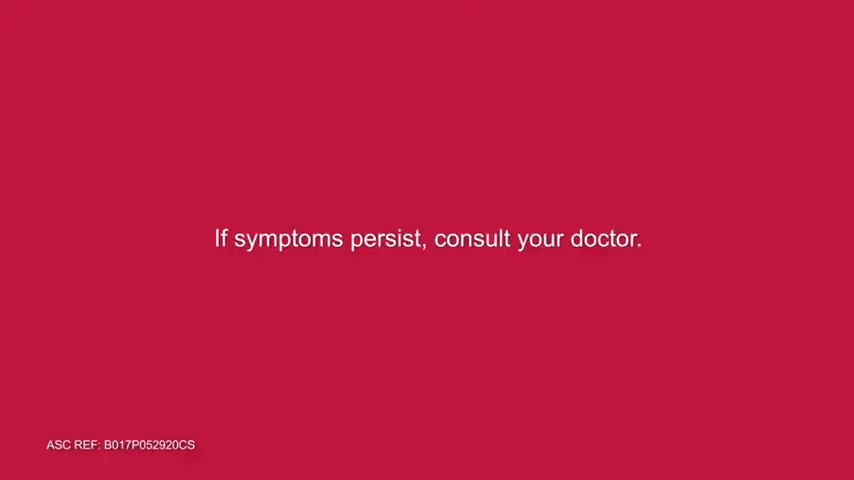 If symptoms persist, consult your doctor.
ASC REF: B017P052920CS